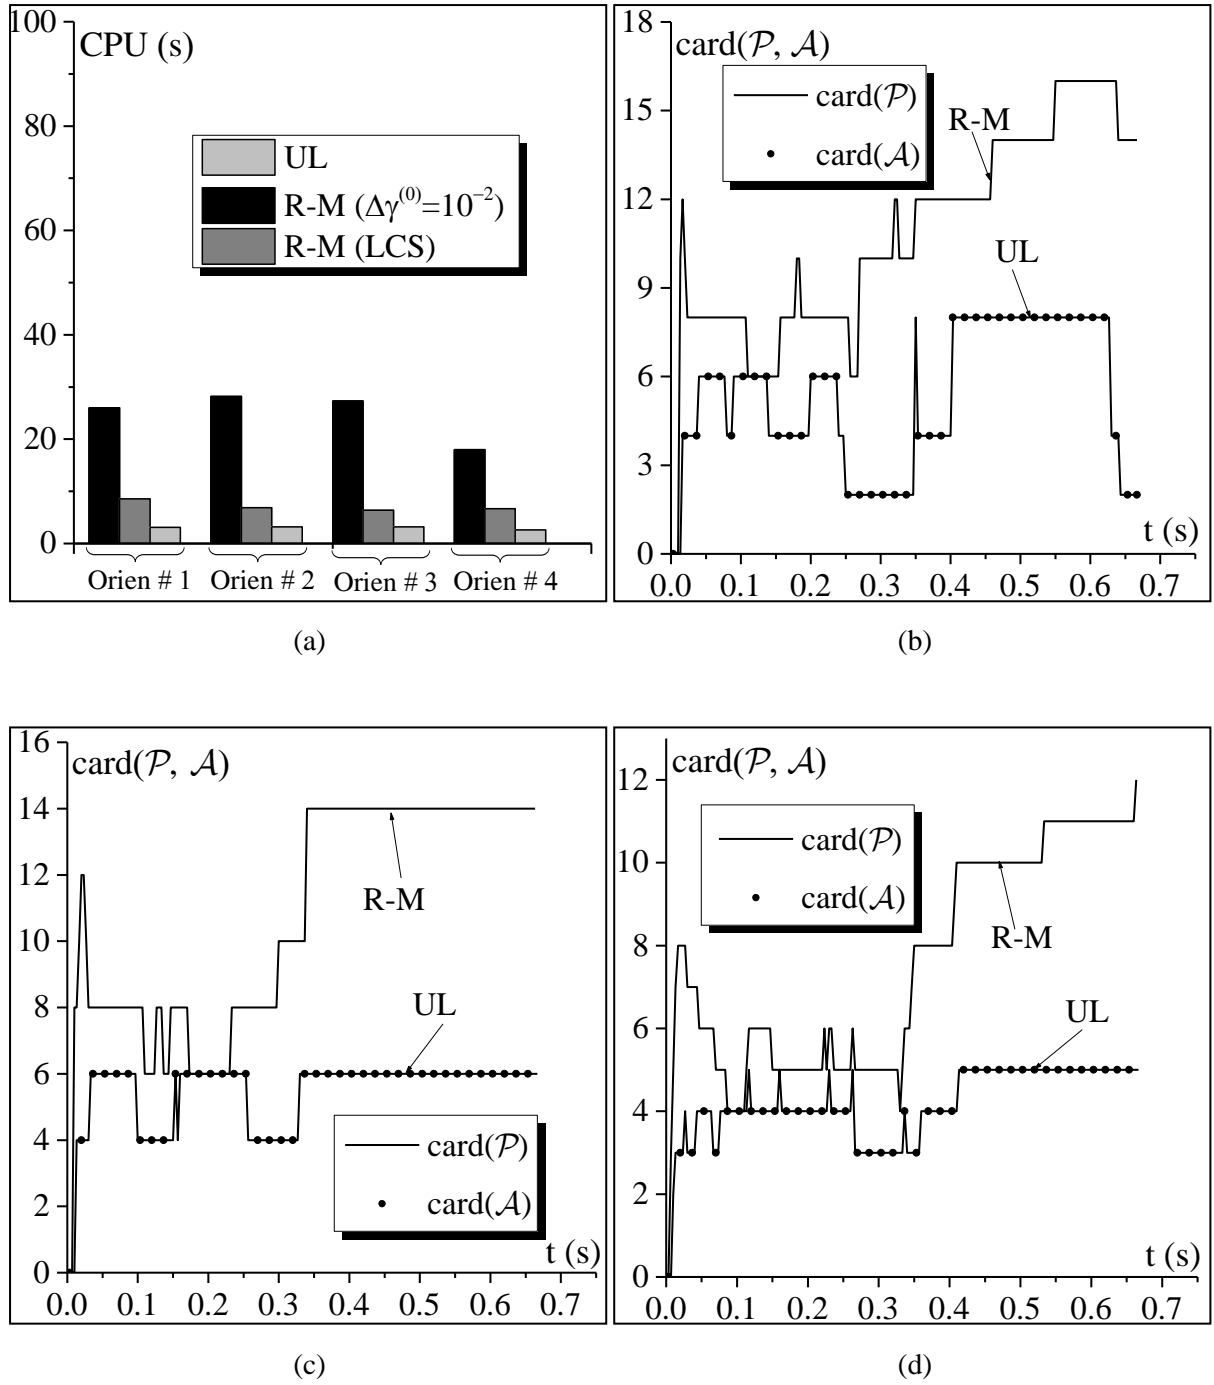 100
CPU (s)
80
60
40
20
0
UL
R-M (Δγ⁽⁰⁾=10⁻²)
R-M (LCS)
Orien # 1 Orien # 2 Orien # 3 Orien # 4
(a)
18
card(𝒫, 𝒜)
15
12
9
6
3
0
card(𝒫)
card(𝒜)
R-M
UL
t (s)
0.0 0.1 0.2 0.3 0.4 0.5 0.6 0.7
(b)
16
card(𝒫, 𝒜)
14
12
10
8
6
4
2
0
R-M
UL
card(𝒫)
card(𝒜)
t (s)
0.0 0.1 0.2 0.3 0.4 0.5 0.6 0.7
(c)
card(𝒫, 𝒜)
12
10
8
6
4
2
0
card(𝒫)
card(𝒜)
R-M
UL
t (s)
0.0 0.1 0.2 0.3 0.4 0.5 0.6 0.7
(d)